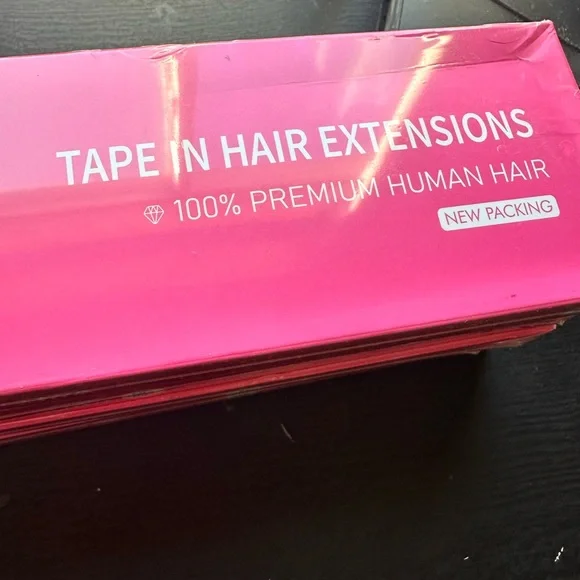 TAPE IN HAIR EXTENSIONS
100% PREMIUM HUMAN HAIR
NEW PACKING